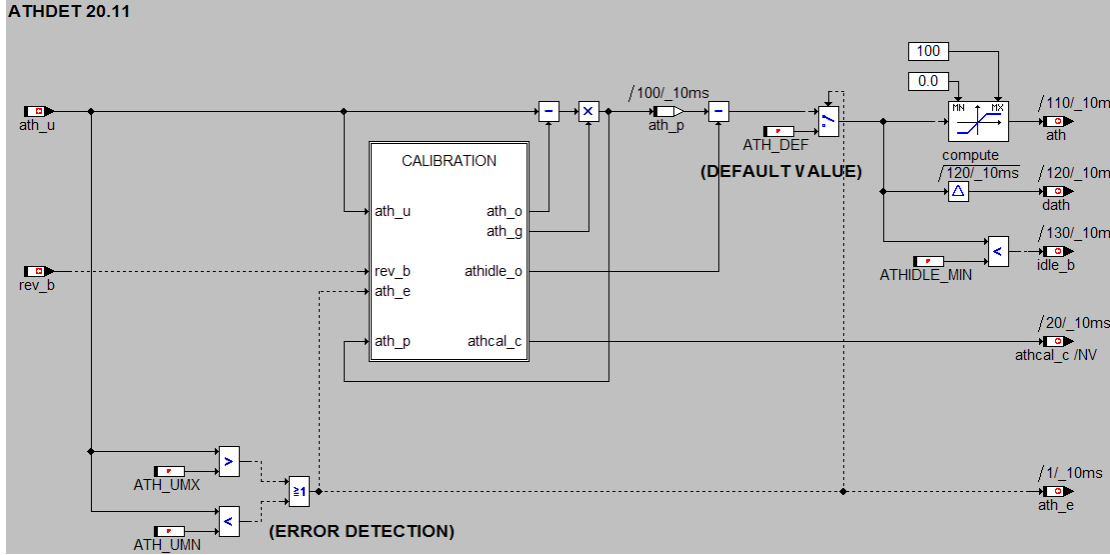 ATHDET 20.11
100
0.0
MN MX
/100/_10ms
/110/_10m
ath_u
ath_p
ATH_DEF
ath
CALIBRATION
compute
(DEFAULT VALUE)
/120/_10ms
/120/_10m
dath
ath_u
ath_o
ath_g
/130/_10m
rev_b
rev_b
athidle_o
ATHIDLE_MIN
idle_b
ath_e
/20/_10ms
ath_p
athcal_c
athcal_c /NV
>
ATH_UMX
≥1
/1/_10ms
ath_e
<
(ERROR DETECTION)
ATH_UMN